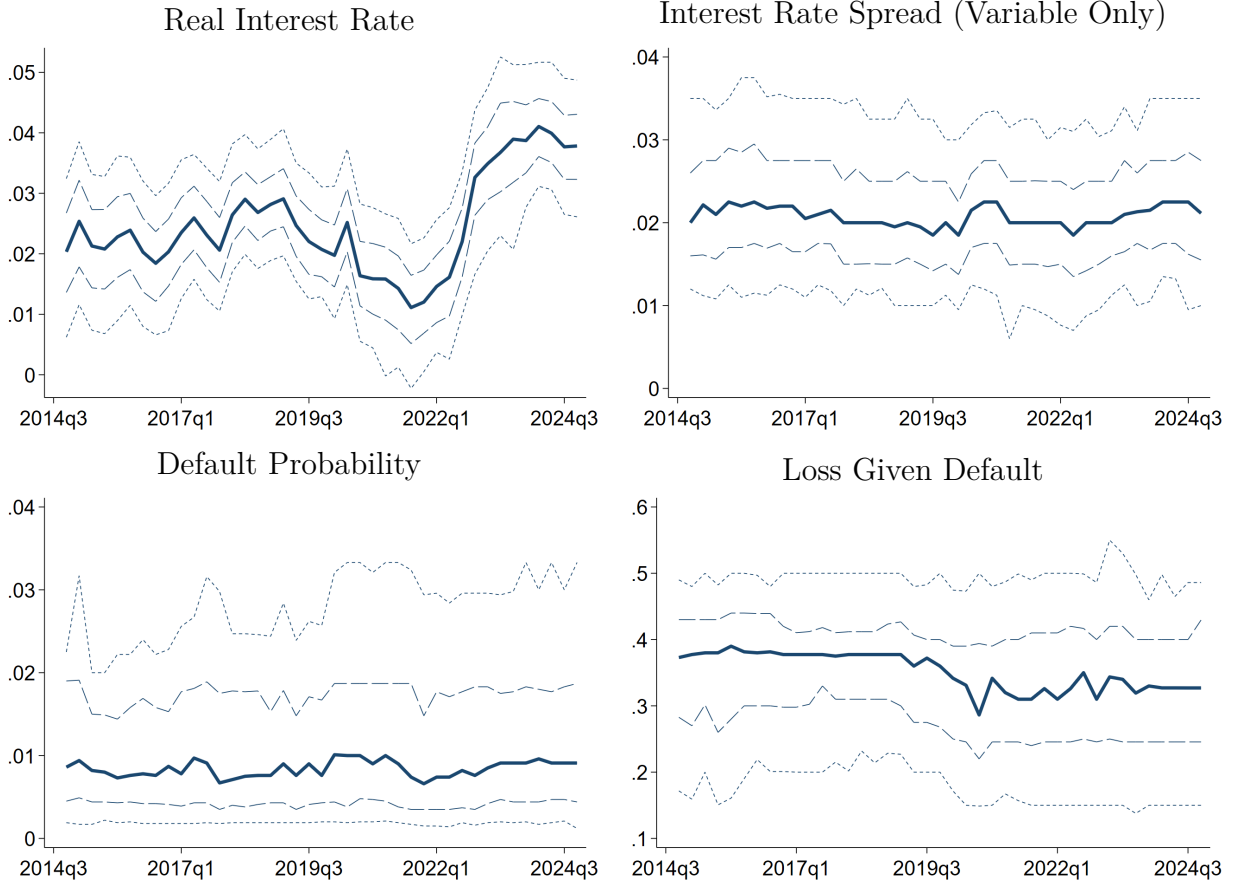 Real Interest Rate
.05
.04
.03
.02
.01
0
2014q3 2017q1 2019q3 2022q1 2024q3
Interest Rate Spread (Variable Only)
.04
.03
.02
.01
0
2014q3 2017q1 2019q3 2022q1 2024q3
Default Probability
.04
.03
.02
.01
0
2014q3 2017q1 2019q3 2022q1 2024q3
Loss Given Default
.6
.5
.4
.3
.2
.1
2014q3 2017q1 2019q3 2022q1 2024q3